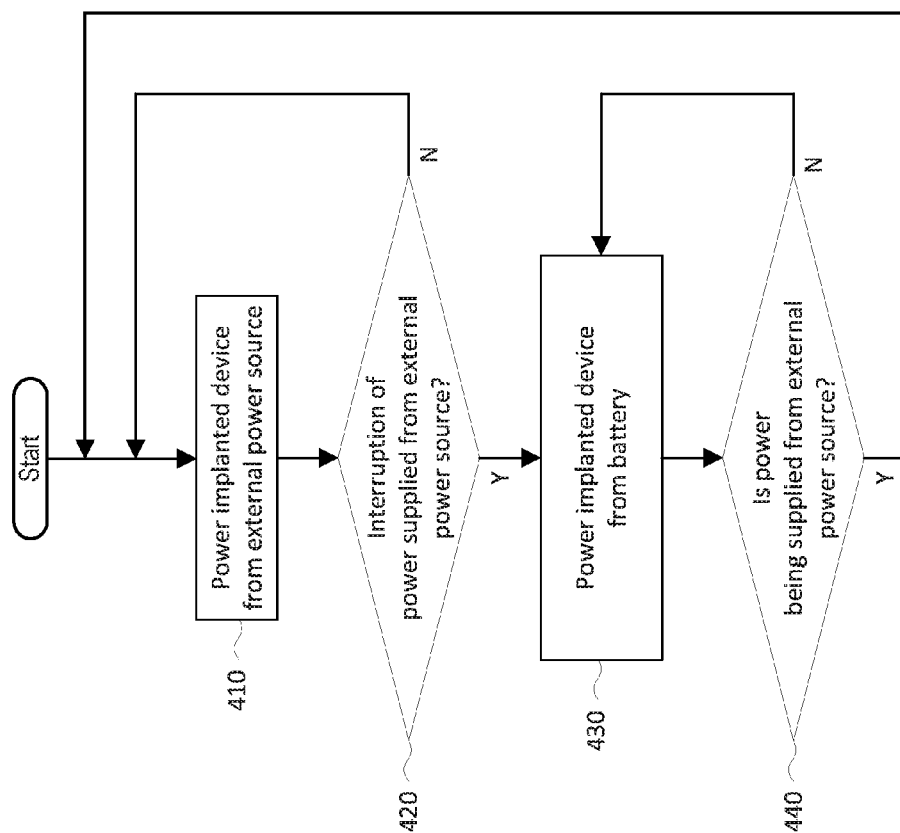 Start
Power implanted device
from external power source
410
Interruption of
power supplied from external
power source?
420
N
Y
Power implanted device
from battery
430
Is power
being supplied from external
power source?
440
N
Y